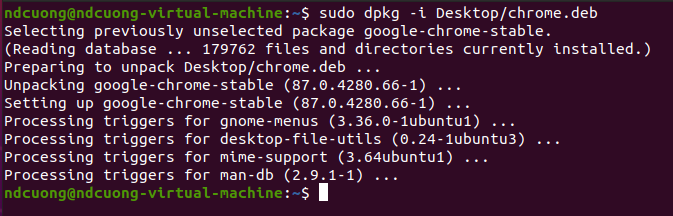 ndcuong@ndcuong-virtual-machine:~$ sudo dpkg -i Desktop/chrome.deb
Selecting previously unselected package google-chrome-stable.
(Reading database ... 179762 files and directories currently installed.)
Preparing to unpack Desktop/chrome.deb ...
Unpacking google-chrome-stable (87.0.4280.66-1) ...
Setting up google-chrome-stable (87.0.4280.66-1) ...
Processing triggers for gnome-menus (3.36.0-1ubuntu1) ...
Processing triggers for desktop-file-utils (0.24-1ubuntu3) ...
Processing triggers for mime-support (3.64ubuntu1) ...
Processing triggers for man-db (2.9.1-1) ...
ndcuong@ndcuong-virtual-machine:~$